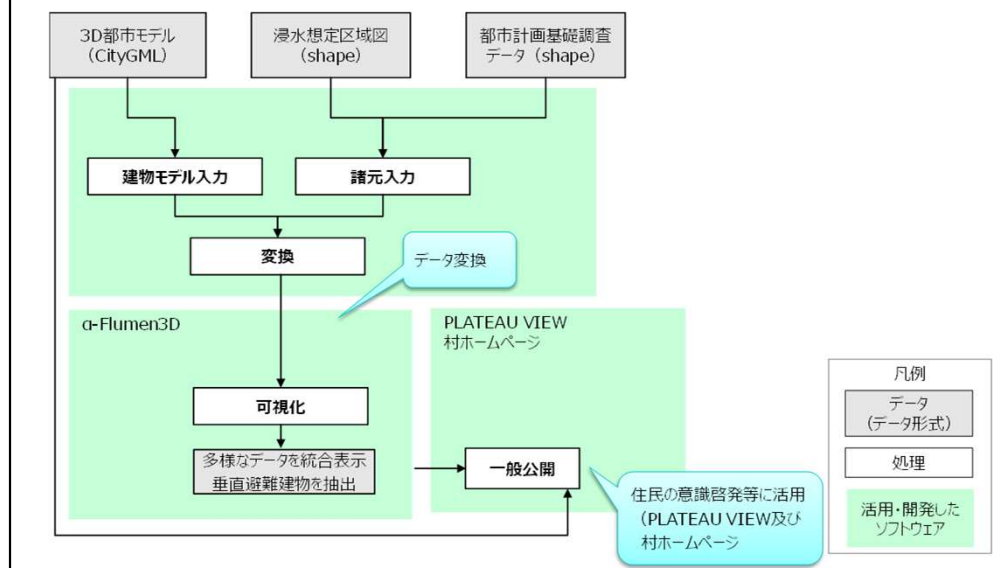 3D都市モデル
(CityGML)
浸水想定区域図
(shape)
都市計画基礎調査
データ (shape)
建物モデル入力
諸元入力
変換
データ変換
α-Flumen3D
PLATEAU VIEW
村ホームページ
可視化
多様なデータを統合表示
垂直避難建物を抽出
一般公開
住民の意識啓発等に活用
(PLATEAU VIEW及び
村ホームページ
凡例
データ
(データ形式)
処理
活用・開発した
ソフトウェア